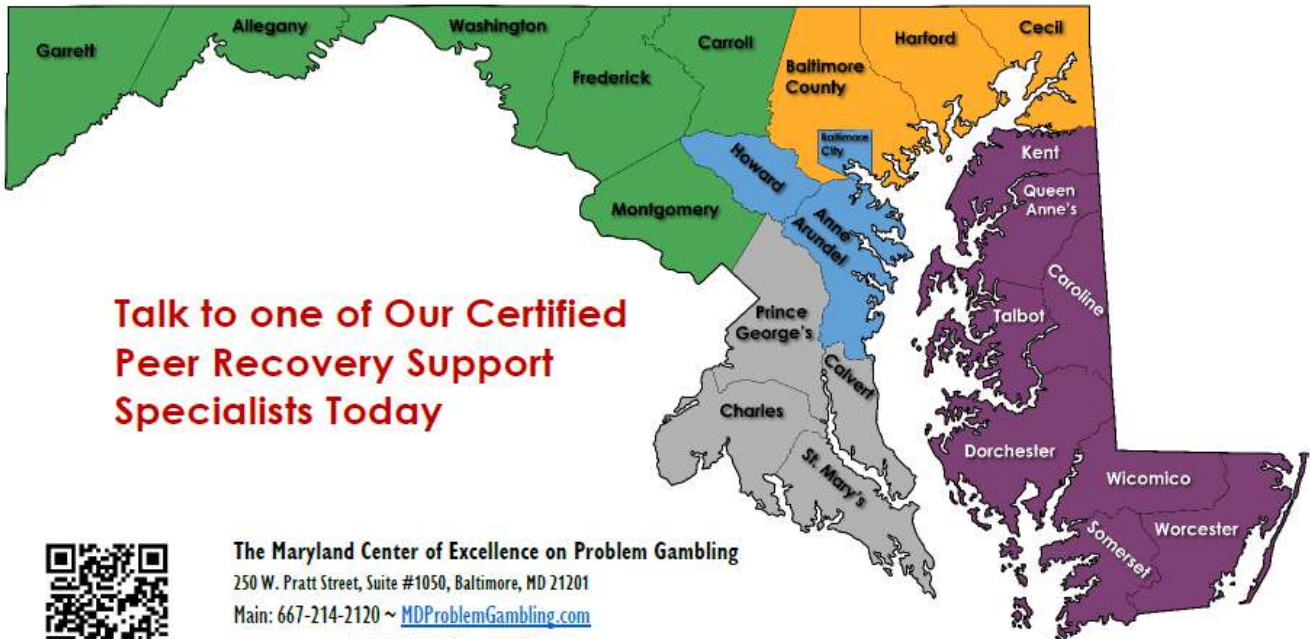 Garrett
Allegany
Washington
Frederick
Carroll
Baltimore
County
Harford
Cecil
Baltimore
City
Howard
Montgomery
Anne
Arundel
Kent
Queen
Anne's
Caroline
Talbot
Prince
George's
Calvert
Charles
St. Mary's
Dorchester
Wicomico
Somerset
Worcester
Talk to one of Our Certified
Peer Recovery Support
Specialists Today
The Maryland Center of Excellence on Problem Gambling
250 W. Pratt Street, Suite #1050, Baltimore, MD 21201
Main: 667-214-2120 ~ MDProblemGambling.com